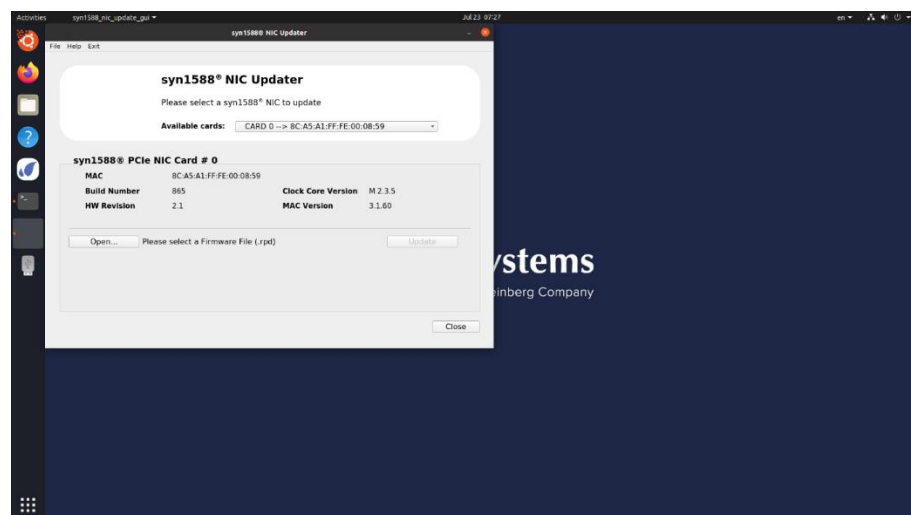 Activities syn1588_nic_update_gui Jul 23 07:27 en
syn1588® NIC Updater
File Help Exit
syn1588® NIC Updater
Please select a syn1588® NIC to update
Available cards: CARD 0 --> 8C:A5:A1:FF:FE:00:08:59
syn1588® PCIe NIC Card # 0
MAC 8C:A5:A1:FF:FE:00:08:59
Build Number 865 Clock Core Version M 2.3.5
HW Revision 2.1 MAC Version 3.1.60
Open... Please select a Firmware File (.rpd) Update
ystems
einberg Company
Close